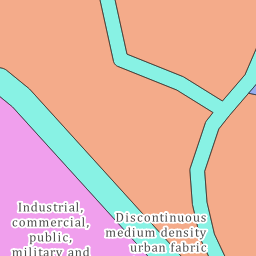 Industrial,
commercial,
public,
military and
Discontinuous
medium density
urban fabric